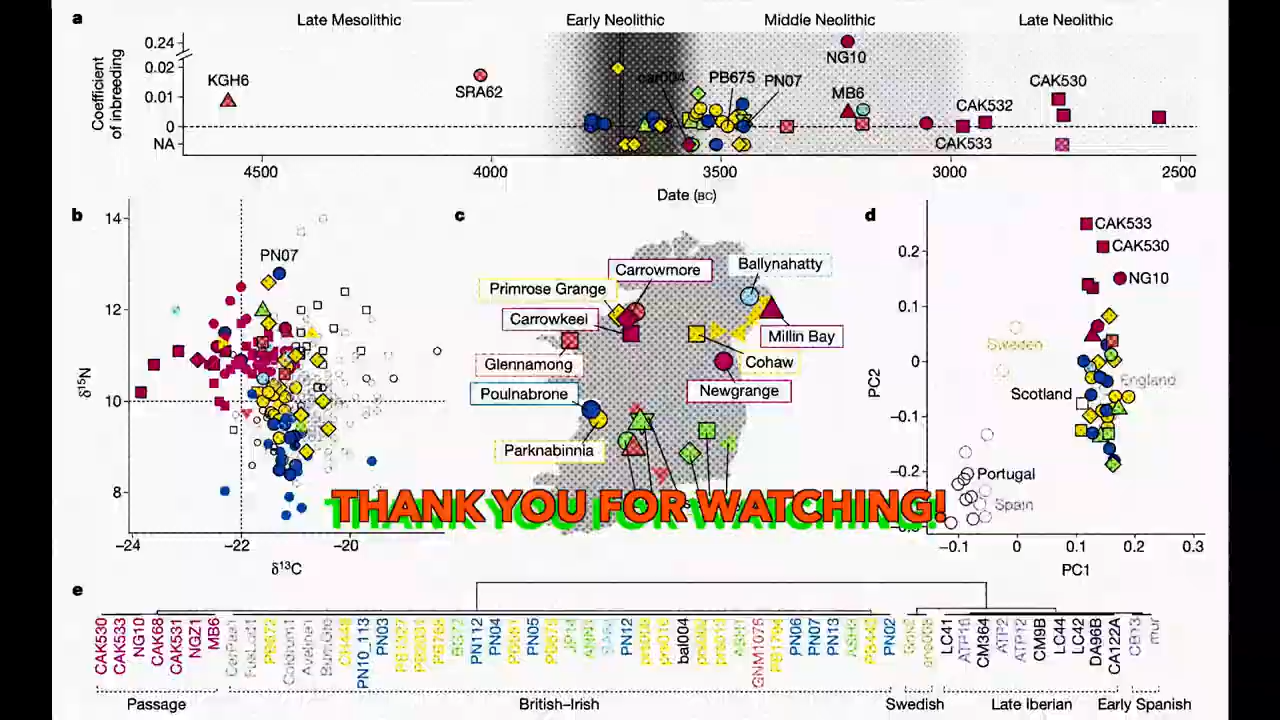 a
Late Mesolithic
Early Neolithic
Middle Neolithic
Late Neolithic
Coefficient
of inbreeding
0.24
0.02
0.01
0
NA
KGH6
SRA62
car004
PB675
PN07
NG10
MB6
CAK532
CAK533
CAK530
4500
4000
3500
3000
2500
Date (BC)
b
14
12
10
8
δ15N
PN07
−24
−22
−20
δ13C
c
Carrowmore
Ballynahatty
Primrose Grange
Carrowkeel
Millin Bay
Glennamong
Cohaw
Poulnabrone
Newgrange
Parknabinnia
d
0.2
0.1
0
−0.1
−0.2
PC2
CAK533
CAK530
NG10
Sweden
England
Scotland
Portugal
Spain
−0.1
0
0.1
0.2
0.3
PC1
THANK YOU FOR WATCHING!
e
CAK530
CAK533
NG10
CAK68
CAK531
NGZ1
MB6
PN10_113
PN03
PN112
PN04
PN05
PN12
bal004
GNM1076
PN06
PN07
PN13
PN02
LC41
ATP16
CM364
ATP2
ATP12
CM9B
LC44
LC42
DA96B
CA122A
CB13
mur
Passage
British–Irish
Swedish
Late Iberian
Early Spanish